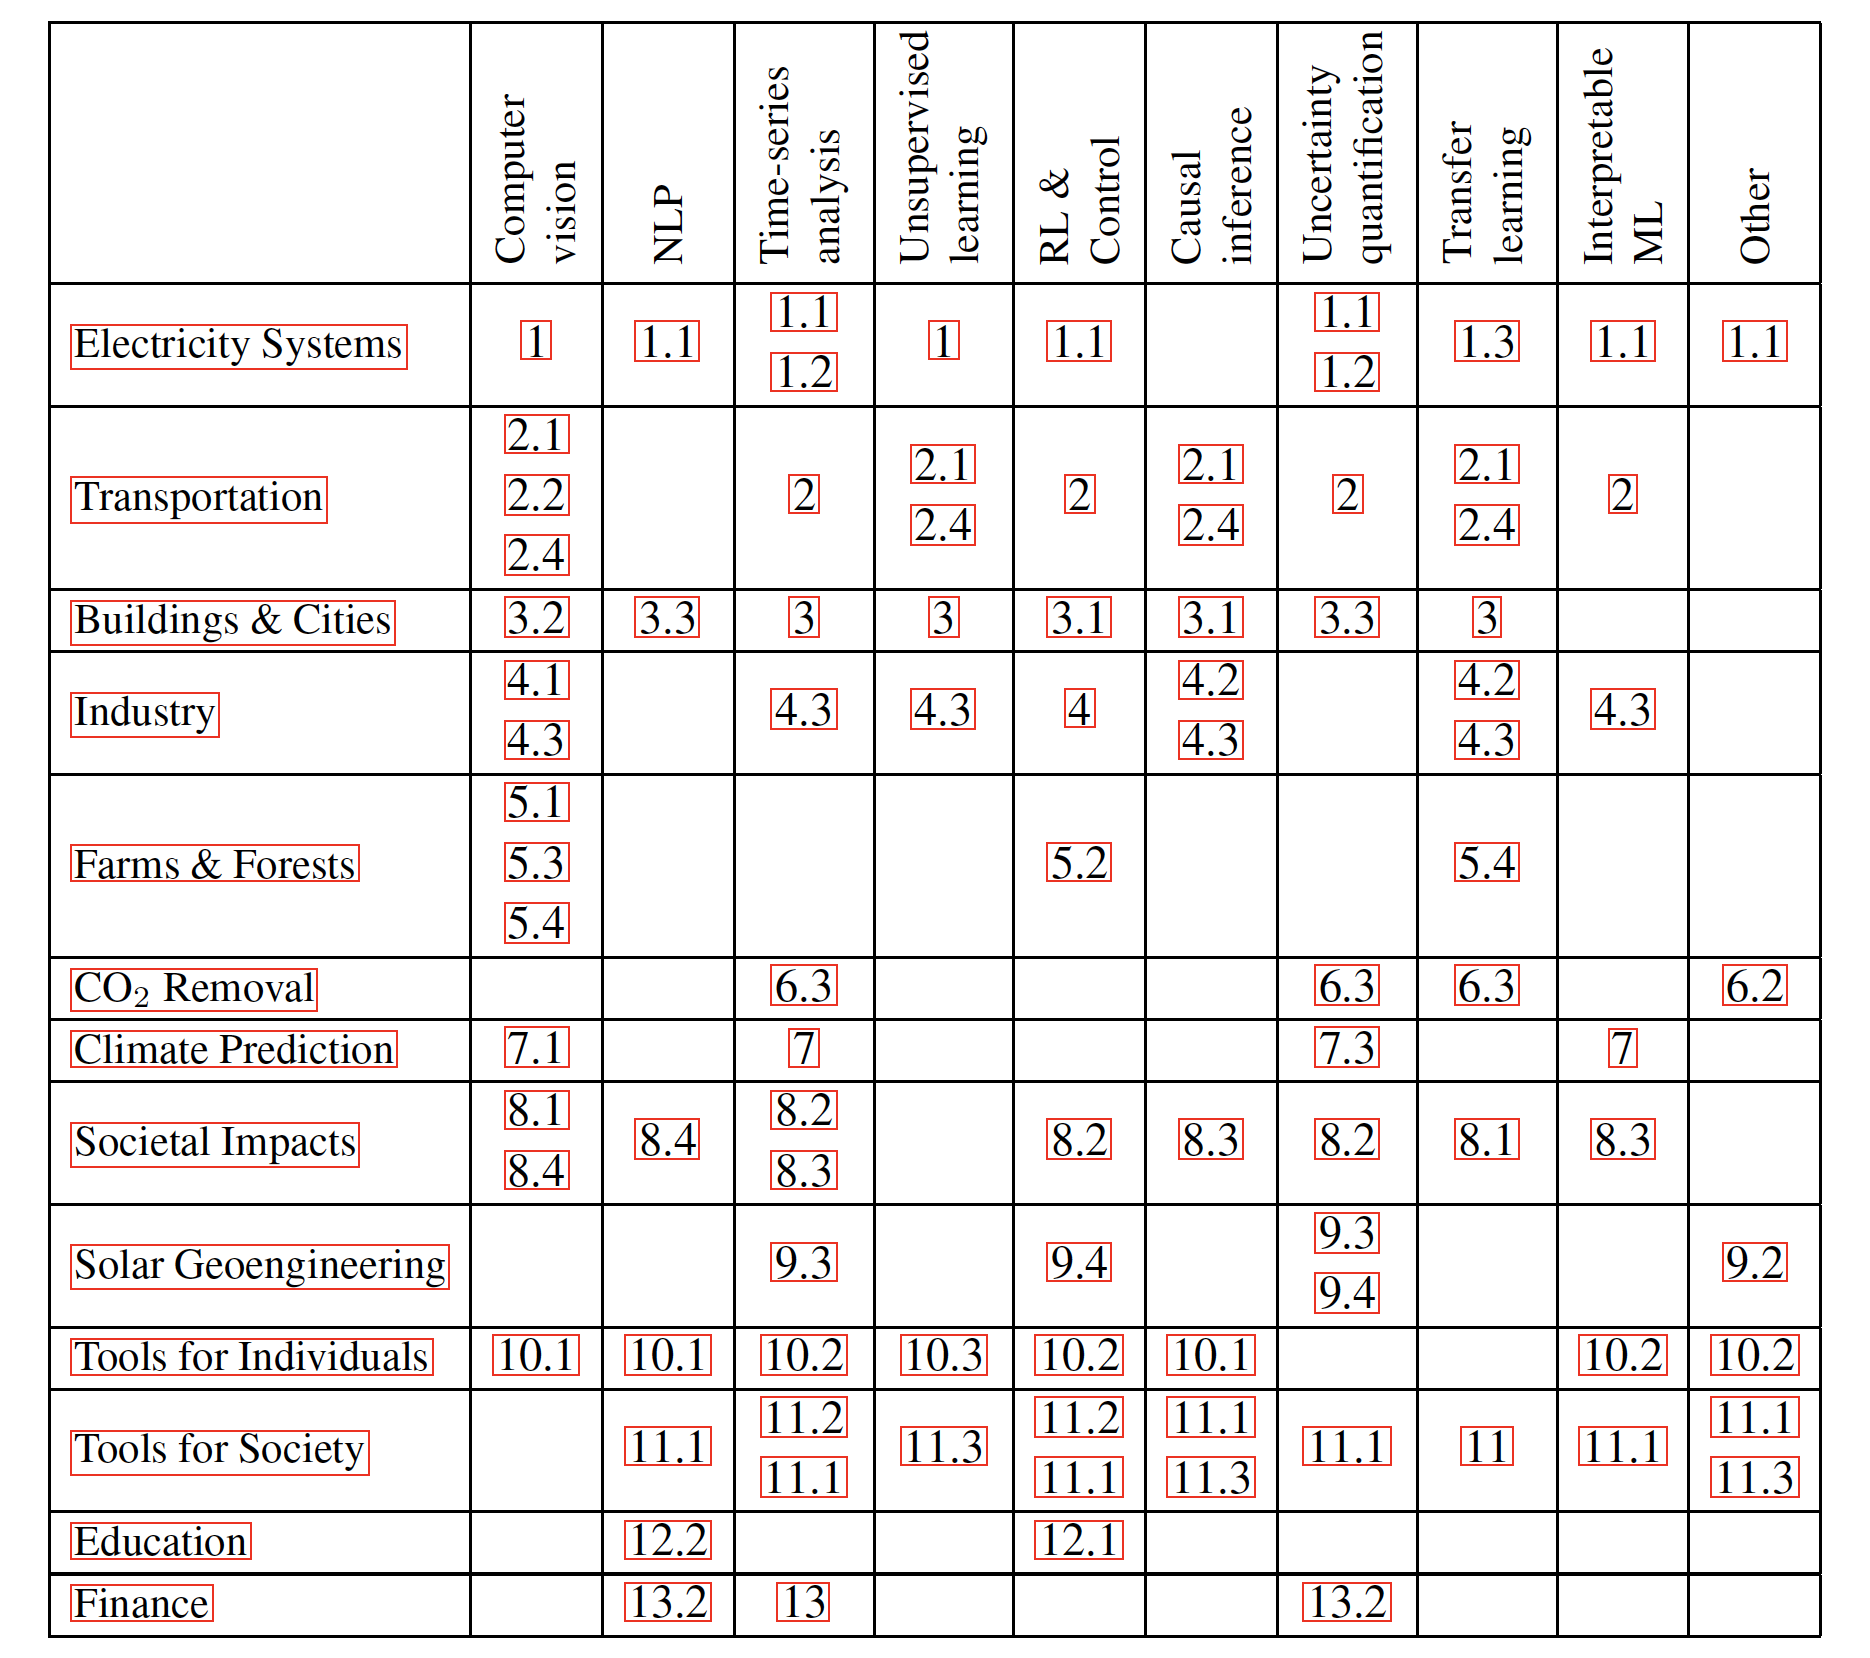 Computer vision
NLP
Time-series analysis
Unsupervised learning
RL & Control
Causal inference
Uncertainty quantification
Transfer learning
Interpretable ML
Other
Electricity Systems 1 1.1 1.1 1.2 1 1.1 1.1 1.2 1.3 1.1 1.1
Transportation 2.1 2.2 2.4 2 2.1 2.4 2 2.1 2.4 2 2.1 2.4 2
Buildings & Cities 3.2 3.3 3 3 3.1 3.1 3.3 3
Industry 4.1 4.3 4.3 4.3 4 4.2 4.3 4.2 4.3 4.3
Farms & Forests 5.1 5.3 5.4 5.2 5.4
CO₂ Removal 6.3 6.3 6.3 6.2
Climate Prediction 7.1 7 7.3 7
Societal Impacts 8.1 8.4 8.4 8.2 8.3 8.2 8.3 8.2 8.1 8.3
Solar Geoengineering 9.3 9.4 9.3 9.4 9.2
Tools for Individuals 10.1 10.1 10.2 10.3 10.2 10.1 10.2 10.2
Tools for Society 11.1 11.2 11.1 11.3 11.2 11.1 11.1 11.3 11.1 11 11.1 11.1 11.3
Education 12.2 12.1
Finance 13.2 13 13.2